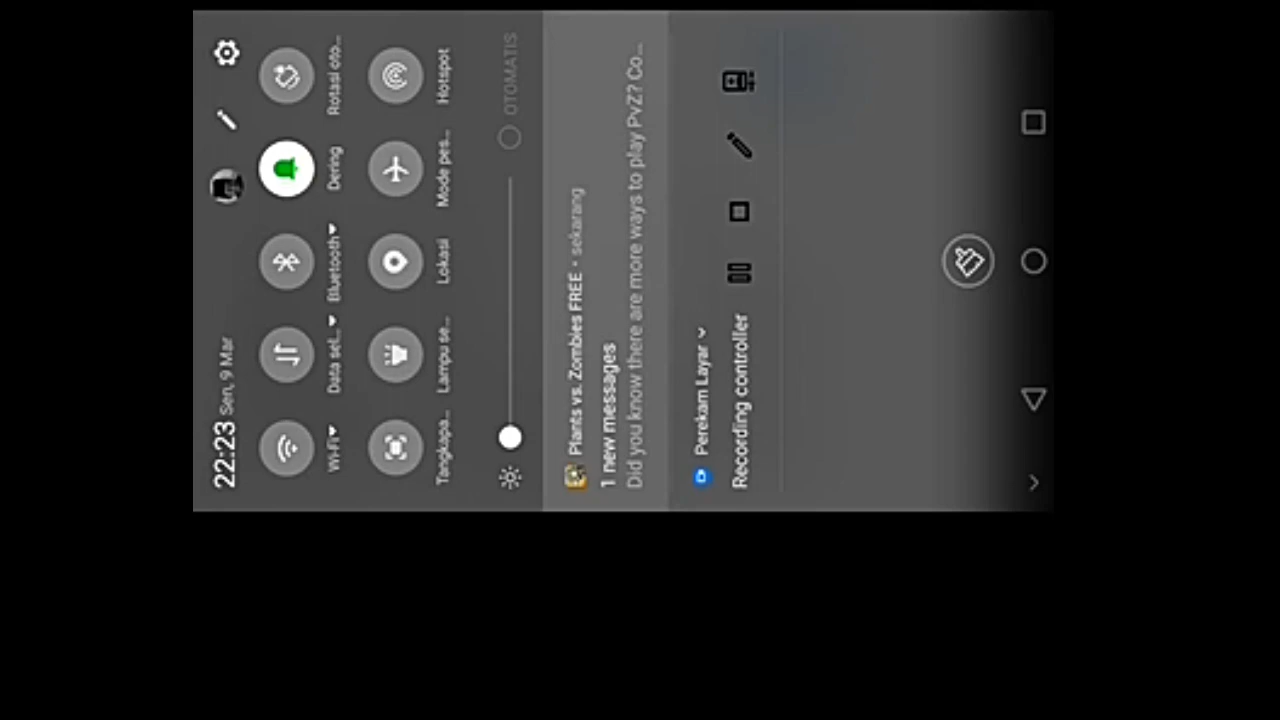 22:23 Sen, 9 Mar
Wi-Fi
Data sel...
Bluetooth
Dering
Rotasi oto...
Tangkapa...
Lampu se...
Lokasi
Mode pes...
Hotspot
OTOMATIS
Plants vs. Zombies FREE • sekarang
1 new messages
Did you know there are more ways to play PvZ? Co...
Perekam Layar
Recording controller